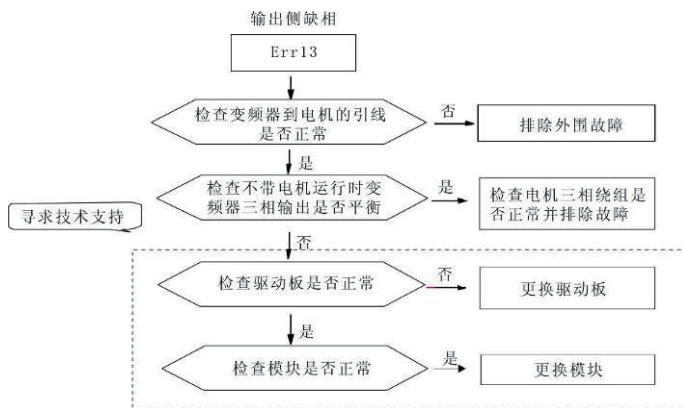 输出侧缺相
Err13
检查变频器到电机的引线
是否正常
否
排除外围故障
是
检查不带电机运行时变
频器三相输出是否平衡
是
检查电机三相绕组是
否正常并排除故障
寻求技术支持
否
检查驱动板是否正常
否
更换驱动板
是
检查模块是否正常
是
更换模块